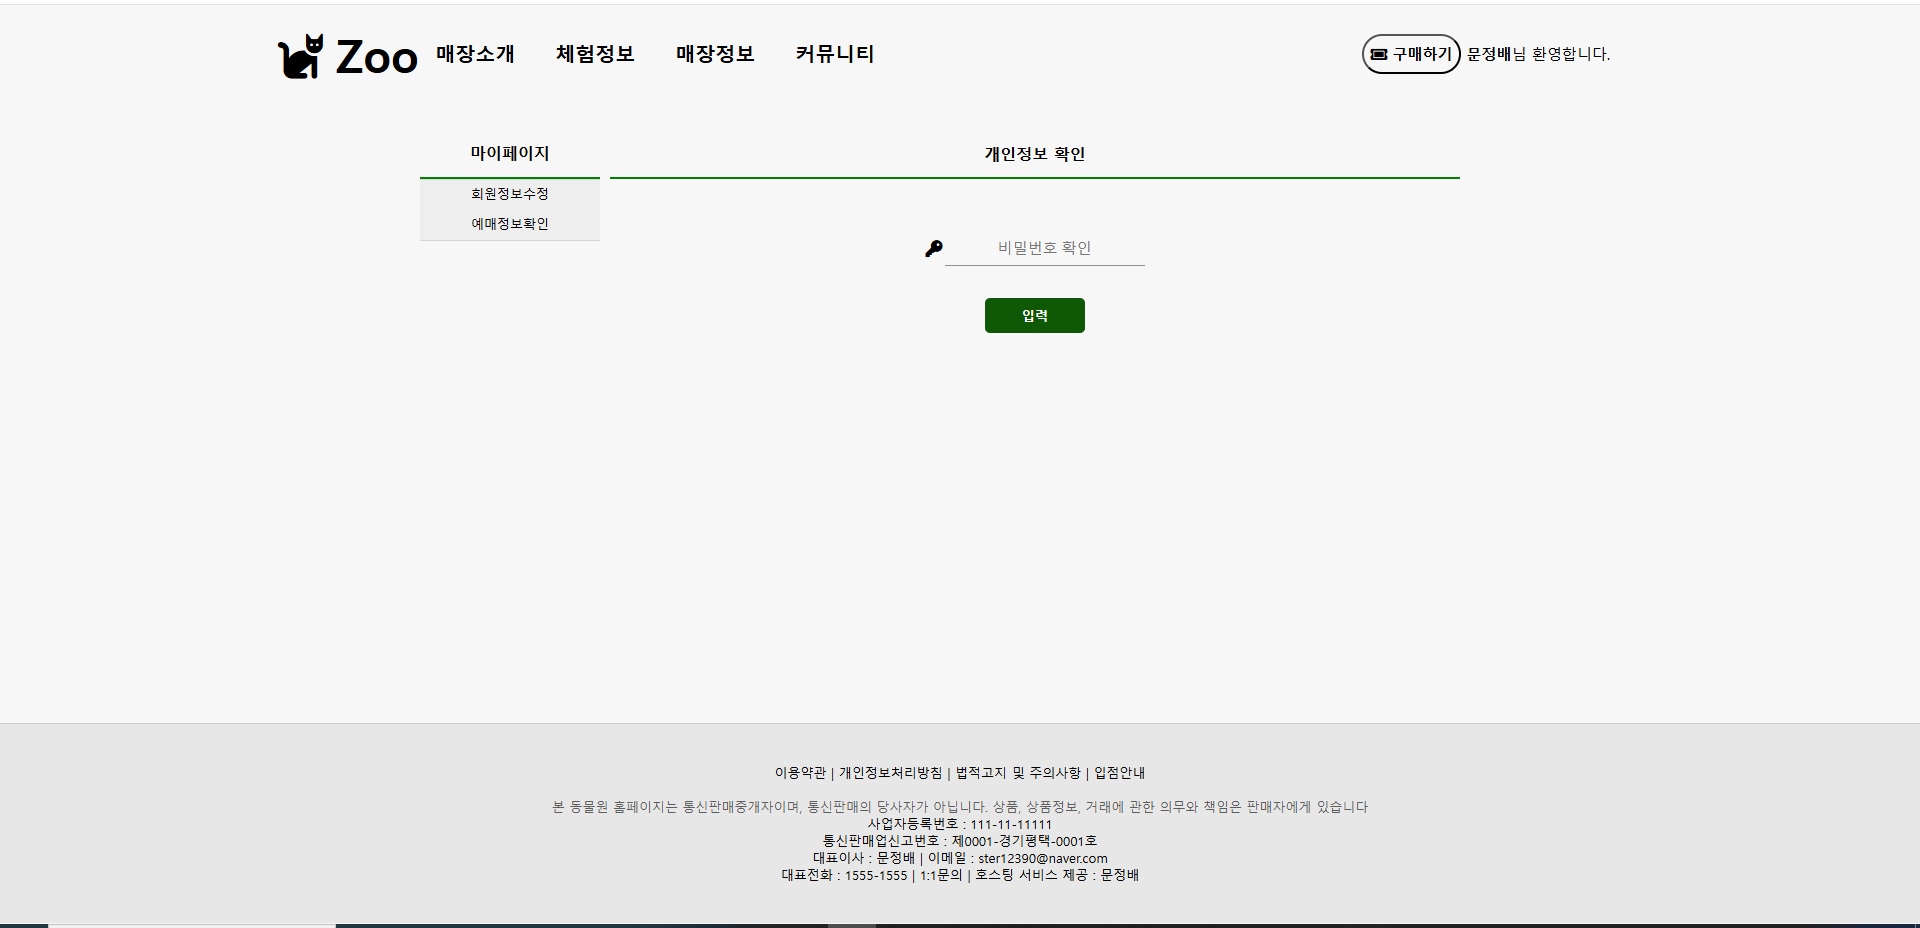 Zoo 매장소개 체험정보 매장정보 커뮤니티 구매하기 문정배님 환영합니다.
마이페이지
회원정보수정
예매정보확인
개인정보 확인
비밀번호 확인
입력
이용약관 | 개인정보처리방침 | 법적고지 및 주의사항 | 입점안내
본 동물원 홈페이지는 통신판매중개자이며, 통신판매의 당사자가 아닙니다. 상품, 상품정보, 거래에 관한 의무와 책임은 판매자에게 있습니다
사업자등록번호 : 111-11-11111
통신판매업신고번호 : 제0001-경기평택-0001호
대표이사 : 문정배 | 이메일 : ster12390@naver.com
대표전화 : 1555-1555 | 1:1문의 | 호스팅 서비스 제공 : 문정배